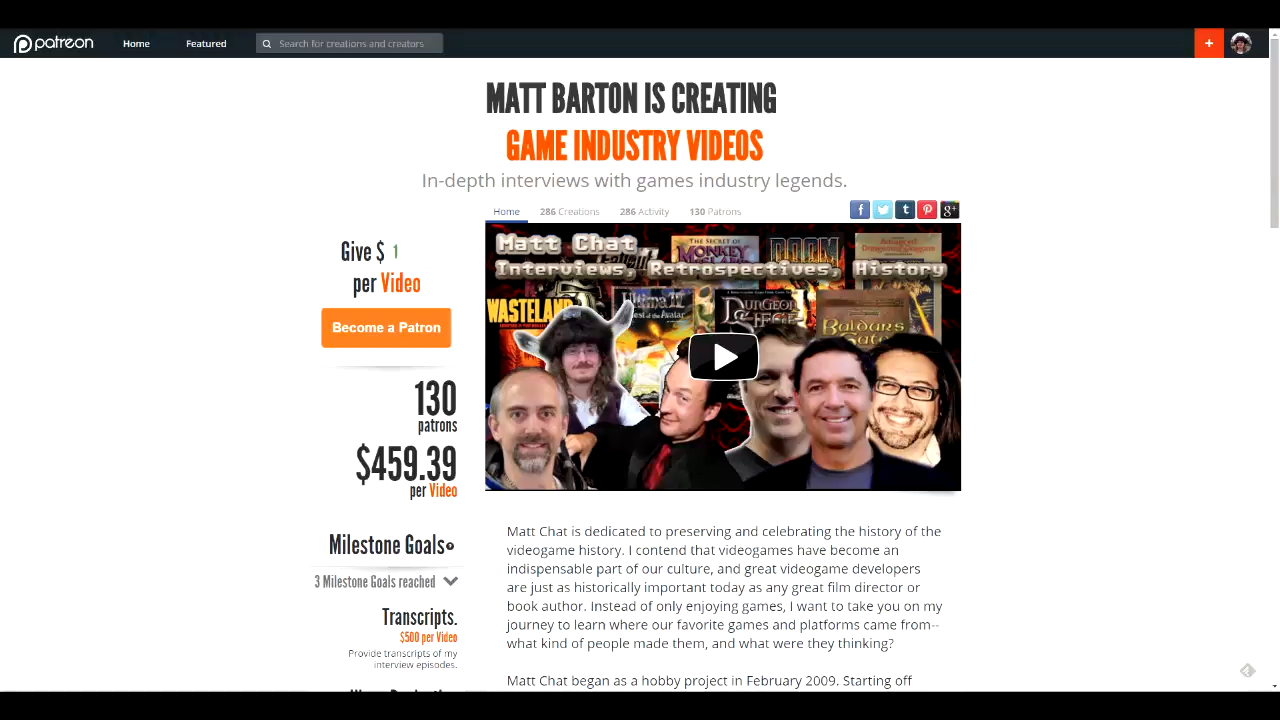 patreon
Home
Featured
Search for creations and creators
+
MATT BARTON IS CREATING
GAME INDUSTRY VIDEOS
In-depth interviews with games industry legends.
Home
286 Creations
286 Activity
130 Patrons
Give $ 1
per Video
Become a Patron
130
patrons
$459.39
per Video
Milestone Goals
3 Milestone Goals reached
Transcripts.
$500 per Video
Provide transcripts of my
interview episodes.
Matt Chat
Interviews, Retrospectives, History
THE SECRET OF
MONKEY
DOOM
WASTELAND
Ultima VI
DUNGEON
SIEGE
Baldurs
Gate
Matt Chat is dedicated to preserving and celebrating the history of the
videogame history. I contend that videogames have become an
indispensable part of our culture, and great videogame developers
are just as historically important today as any great film director or
book author. Instead of only enjoying games, I want to take you on my
journey to learn where our favorite games and platforms came from--
what kind of people made them, and what were they thinking?
Matt Chat began as a hobby project in February 2009. Starting off